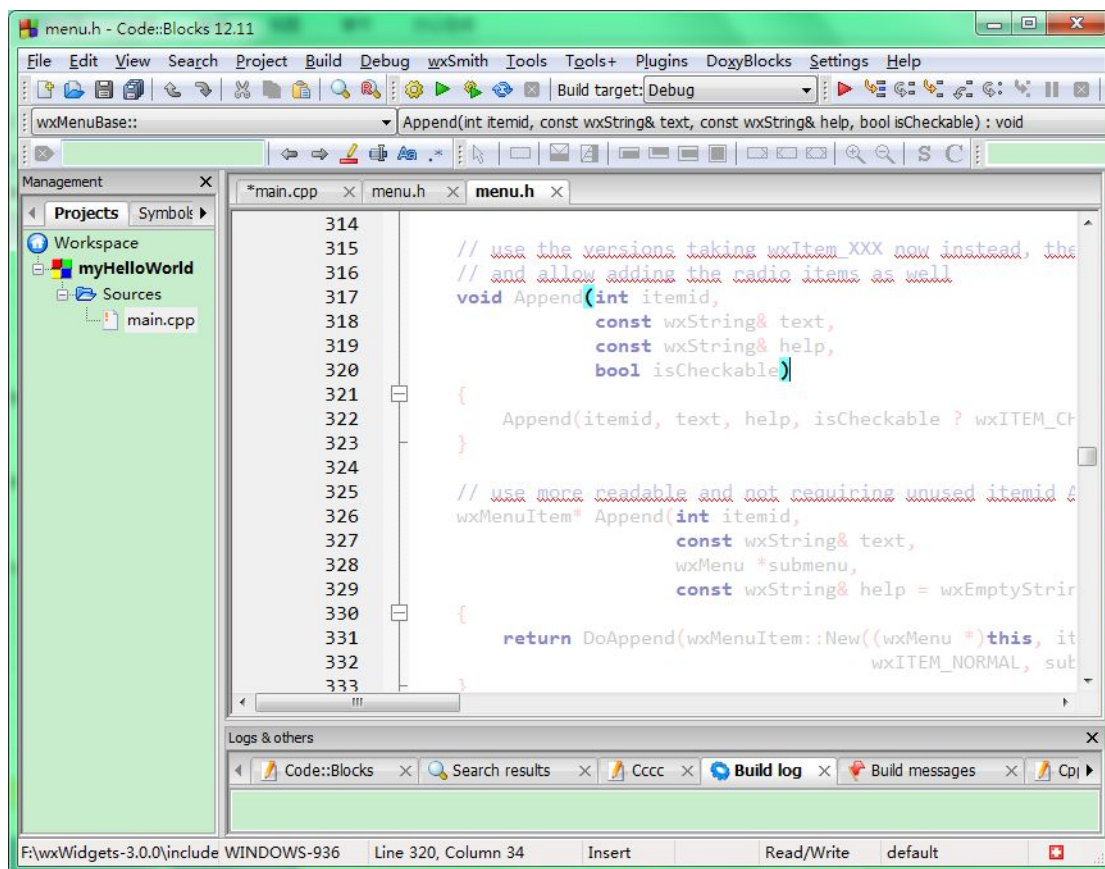 menu.h - Code::Blocks 12.11
File Edit View Search Project Build Debug wxSmith Tools Tools+ Plugins DoxyBlocks Settings Help
Build target: Debug
wxMenuBase:: Append(int itemid, const wxString& text, const wxString& help, bool isCheckable) : void
S C
Management
*main.cpp menu.h menu.h
Projects Symbols
Workspace
myHelloWorld
Sources
main.cpp
314
315 // use the versions taking wxItem_XXX now instead, the
316 // and allow adding the radio items as well
317 void Append(int itemid,
318 const wxString& text,
319 const wxString& help,
320 bool isCheckable)
321 {
322 Append(itemid, text, help, isCheckable ? wxITEM_CH
323 }
324
325 // use more readable and not requiring unused itemid A
326 wxMenuItem* Append(int itemid,
327 const wxString& text,
328 wxMenu *submenu,
329 const wxString& help = wxEmptyStrin
330 {
331 return DoAppend(wxMenuItem::New((wxMenu *)this, it
332 wxITEM_NORMAL, sub
333 }
Logs & others
Code::Blocks Search results Cccc Build log Build messages Cpp
F:\wxWidgets-3.0.0\include WINDOWS-936 Line 320, Column 34 Insert Read/Write default